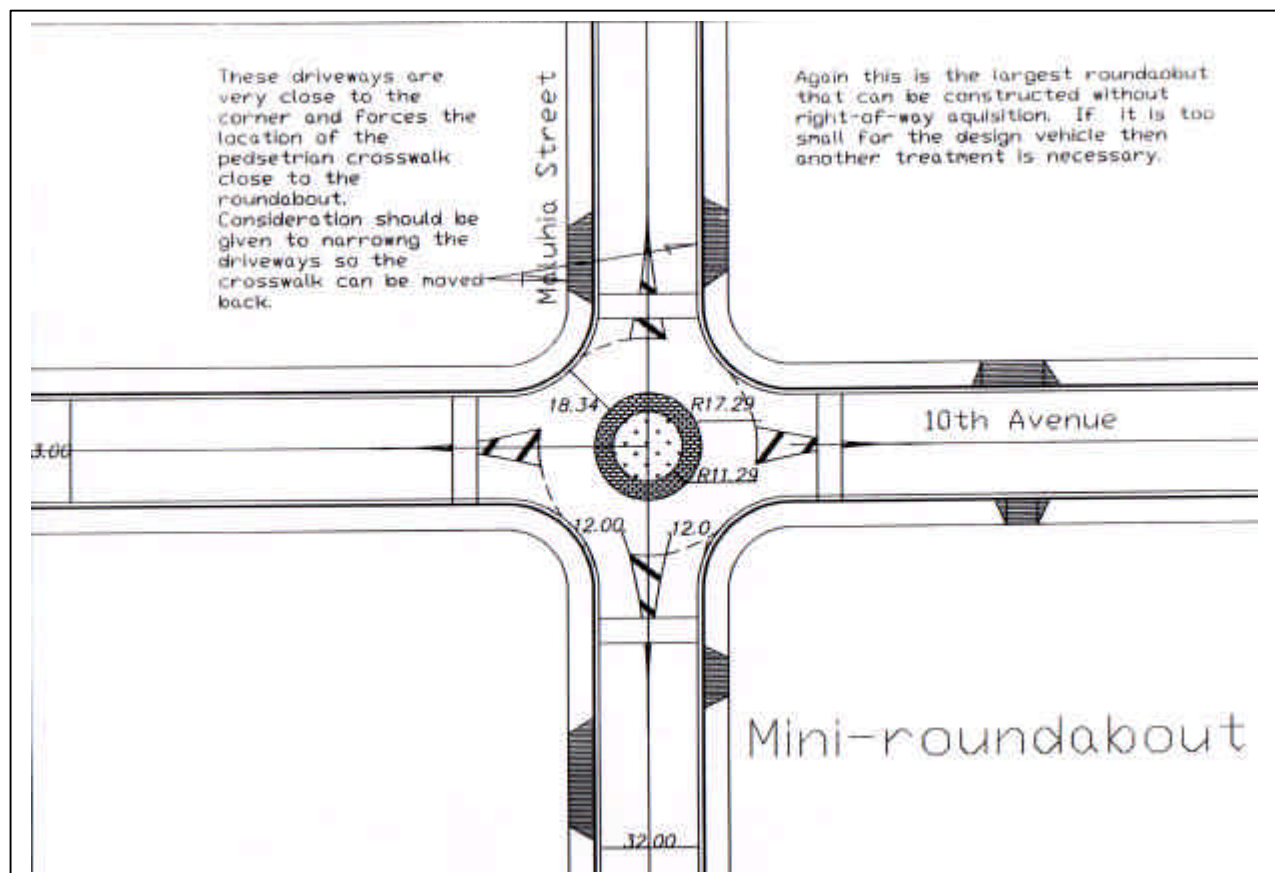 These driveways are
very close to the
corner and forces the
location of the
pedsetrian crosswalk
close to the
roundabout.
Consideration should be
given to narrowng the
driveways so the
crosswalk can be moved
back.
Maluhia Street
Again this is the largest roundaobut
that can be constructed without
right-of-way aquisition. If it is too
small for the design vehicle then
another treatment is necessary.
18.34
R17.29
10th Avenue
3.00
R11.29
12.00
12.0
Mini-roundabout
32.00